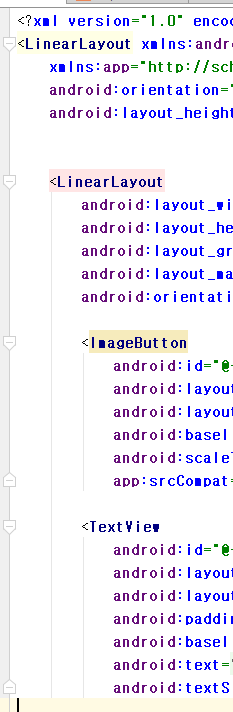 <?xml version="1.0" encod
<LinearLayout xmlns:andr
xmlns:app="http://sch
android:orientation="
android:layout_height
<LinearLayout
android:layout_wi
android:layout_he
android:layout_gr
android:layout_ma
android:orientati
<ImageButton
android:id="@
android:layout
android:layout
android:basel
android:scale
app:srcCompat=
<TextView
android:id="@
android:layout
android:layout
android:paddin
android:basel
android:text="
android:textS